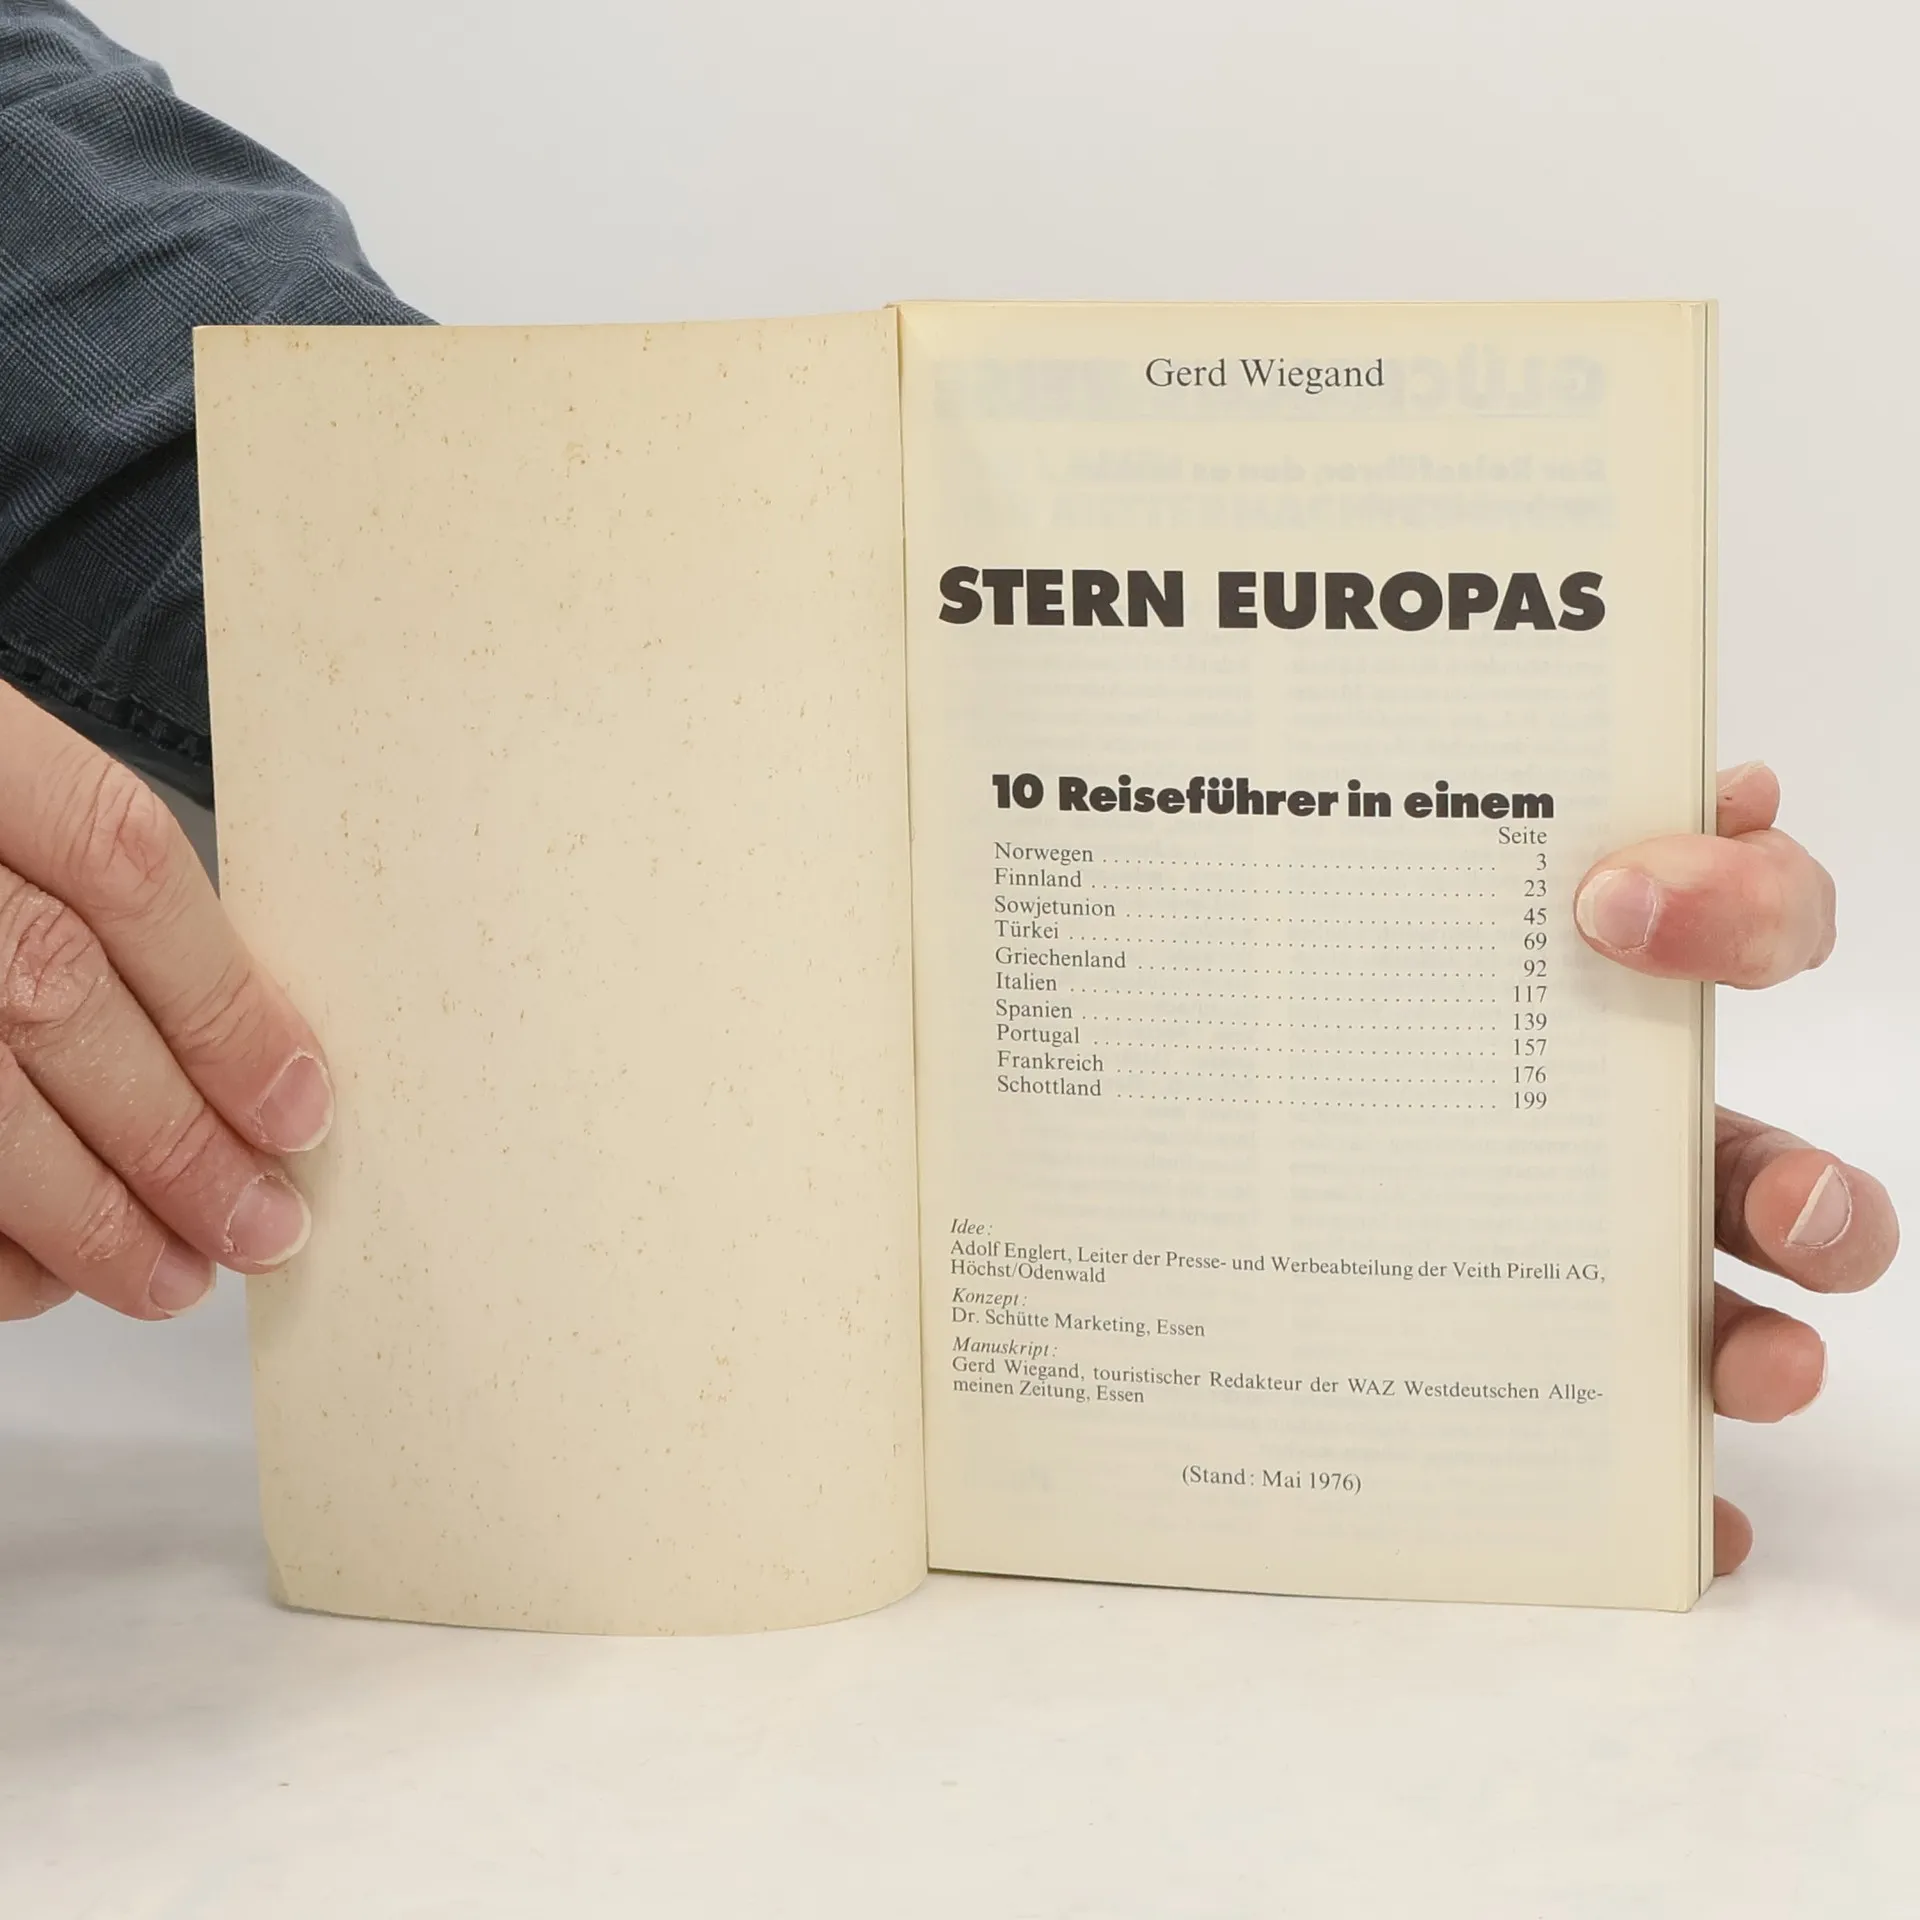 Gerd Wiegand
STERN EUROPAS
10 Reiseführer in einem
Seite
Norwegen 3
Finnland 23
Sowjetunion 45
Türkei 69
Griechenland 92
Italien 117
Spanien 139
Portugal 157
Frankreich 176
Schottland 199
Idee:
Adolf Englert, Leiter der Presse- und Werbeabteilung der Veith Pirelli AG,
Höchst/Odenwald
Konzept:
Dr. Schütte Marketing, Essen
Manuskript:
Gerd Wiegand, touristischer Redakteur der WAZ Westdeutschen Allge-
meinen Zeitung, Essen
(Stand: Mai 1976)